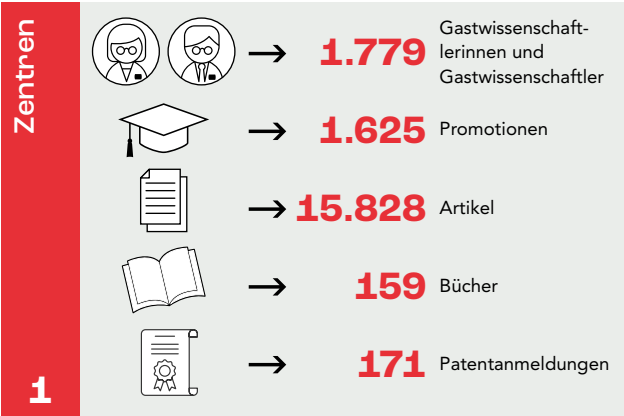 Zentren
1
1.779
Gastwissenschaft-
lerinnen und
Gastwissenschaftler
1.625 Promotionen
15.828 Artikel
159 Bücher
171 Patentanmeldungen